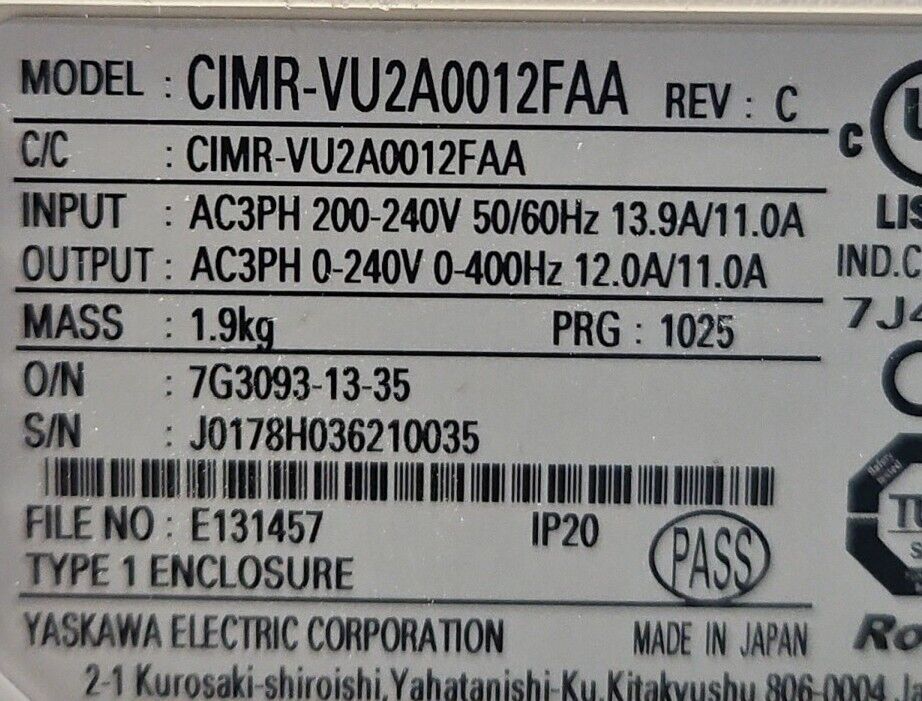 MODEL : CIMR-VU2A0012FAA REV : C
C/C : CIMR-VU2A0012FAA
INPUT : AC3PH 200-240V 50/60Hz 13.9A/11.0A
OUTPUT : AC3PH 0-240V 0-400Hz 12.0A/11.0A
MASS : 1.9kg PRG : 1025
O/N : 7G3093-13-35
S/N : J0178H036210035
FILE NO : E131457 IP20 PASS
TYPE 1 ENCLOSURE
YASKAWA ELECTRIC CORPORATION MADE IN JAPAN
2-1 Kurosaki-shiroishi,Yahatanishi-Ku,Kitakyushu 806-0004
C
IND.C
7J4
Safety